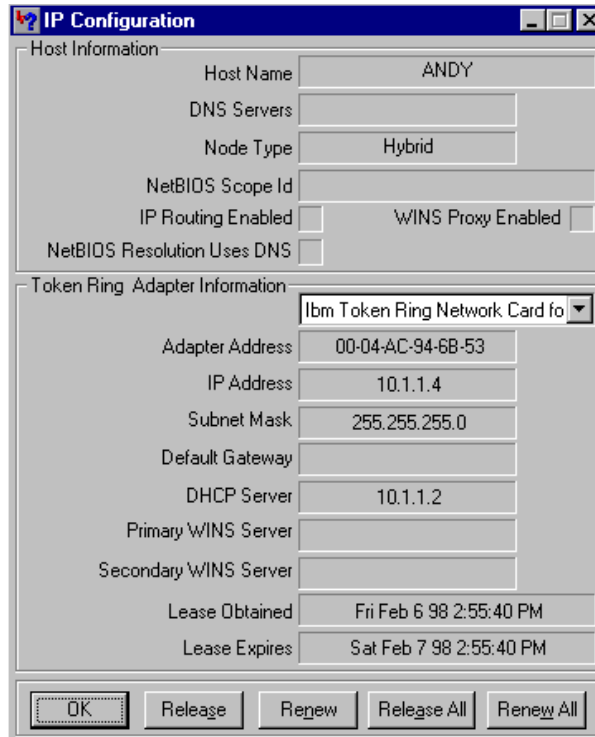 IP Configuration
Host Information
Host Name ANDY
DNS Servers
Node Type Hybrid
NetBIOS Scope Id
IP Routing Enabled WINS Proxy Enabled
NetBIOS Resolution Uses DNS
Token Ring Adapter Information
Ibm Token Ring Network Card fo
Adapter Address 00-04-AC-94-6B-53
IP Address 10.1.1.4
Subnet Mask 255.255.255.0
Default Gateway
DHCP Server 10.1.1.2
Primary WINS Server
Secondary WINS Server
Lease Obtained Fri Feb 6 98 2:55:40 PM
Lease Expires Sat Feb 7 98 2:55:40 PM
OK Release Renew Release All Renew All